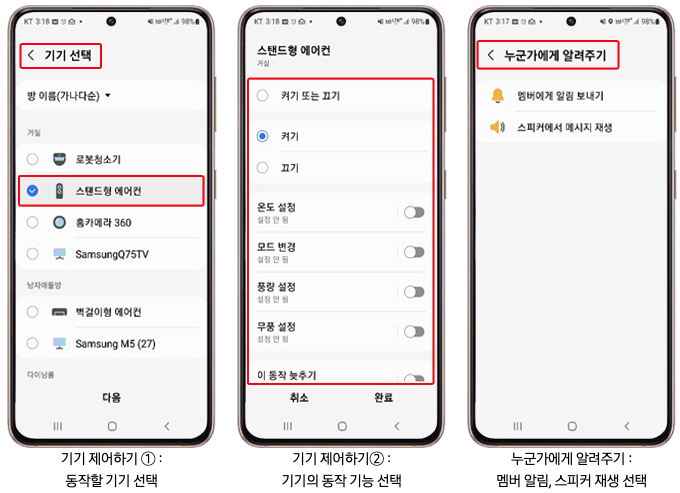 KT 3:18
98%
기기 선택
방 이름(가나다순)
거실
로봇청소기
스탠드형 에어컨
홈카메라 360
SamsungQ75TV
남자애들방
벽걸이형 에어컨
Samsung M5 (27)
다이닝룸
다음
기기 제어하기 ① :
동작할 기기 선택
KT 3:18
98%
스탠드형 에어컨
거실
켜기 또는 끄기
켜기
끄기
온도 설정
설정 안 됨
모드 변경
설정 안 됨
풍량 설정
설정 안 됨
무풍 설정
설정 안 됨
이 동작 늦추기
취소 완료
기기 제어하기② :
기기의 동작 기능 선택
KT 3:17
98%
누군가에게 알려주기
멤버에게 알림 보내기
스피커에서 메시지 재생
누군가에게 알려주기 :
멤버 알림, 스피커 재생 선택